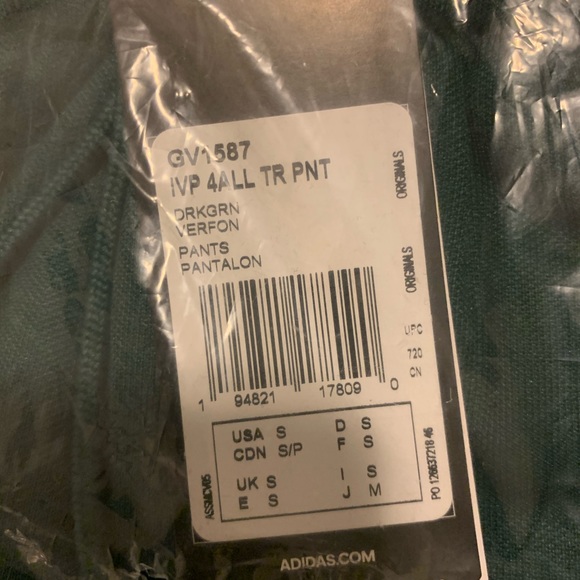 GV1587
IVP 4ALL TR PNT
DRKGRN
VERFON
PANTS
PANTALON
ORIGINALS
ORIGINALS
UPC
720
CN
1 94821 17809 0
USA S D S
CDN S/P F S
UK S I S
E S J M
ADIDAS.COM